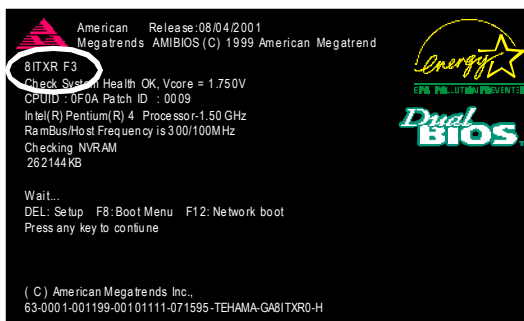 American Release:08/04/2001
Megatrends AMIBIOS (C) 1999 American Megatrend
8ITXR F3
Check System Health OK, Vcore = 1.750V
CPUID : 0F0A Patch ID : 0009
Intel(R) Pentium(R) 4 Processor-1.50 GHz
RamBus/Host Frequency is 300/100MHz
Checking NVRAM
262144KB
Wait...
DEL: Setup F8:Boot Menu F12: Network boot
Press any key to contiune
( C ) American Megatrends Inc.,
63-0001-001199-00101111-071595-TEHAMA-GA8ITXR0-H
Energy
EPA POLLUTION PREVENTER
Dual
BIOS